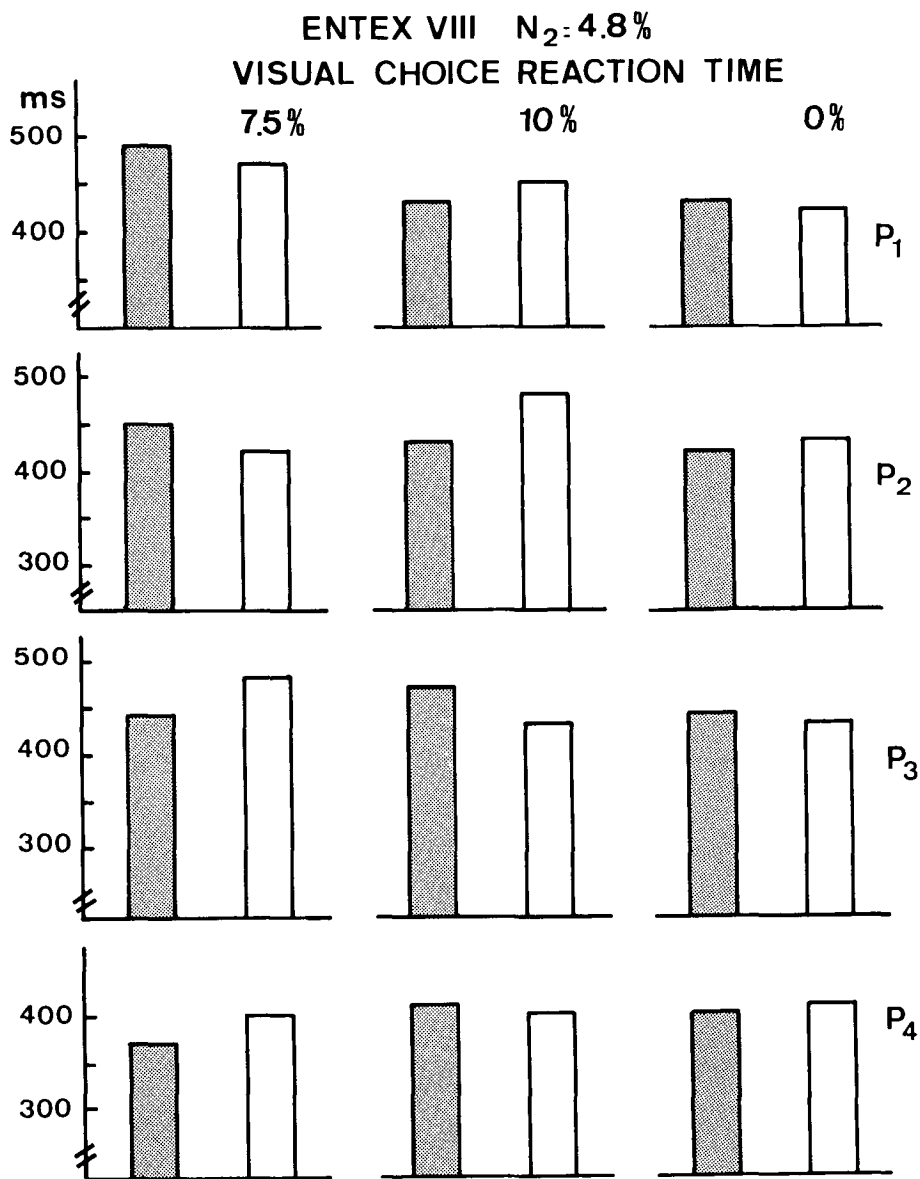 ENTEX VIII N₂:4.8%
VISUAL CHOICE REACTION TIME
ms
7.5% 10% 0%
500
400
P₁
500
400
300
P₂
500
400
300
P₃
400
300
P₄